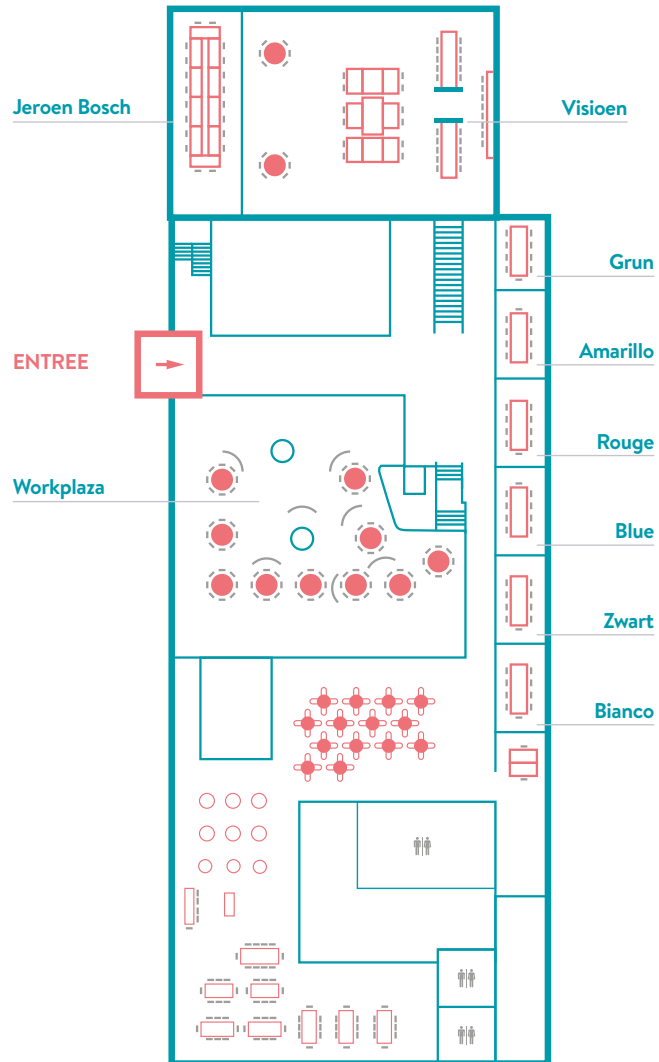 Jeroen Bosch
Visioen
Grun
ENTREE
Amarillo
Rouge
Workplaza
Blue
Zwart
Bianco